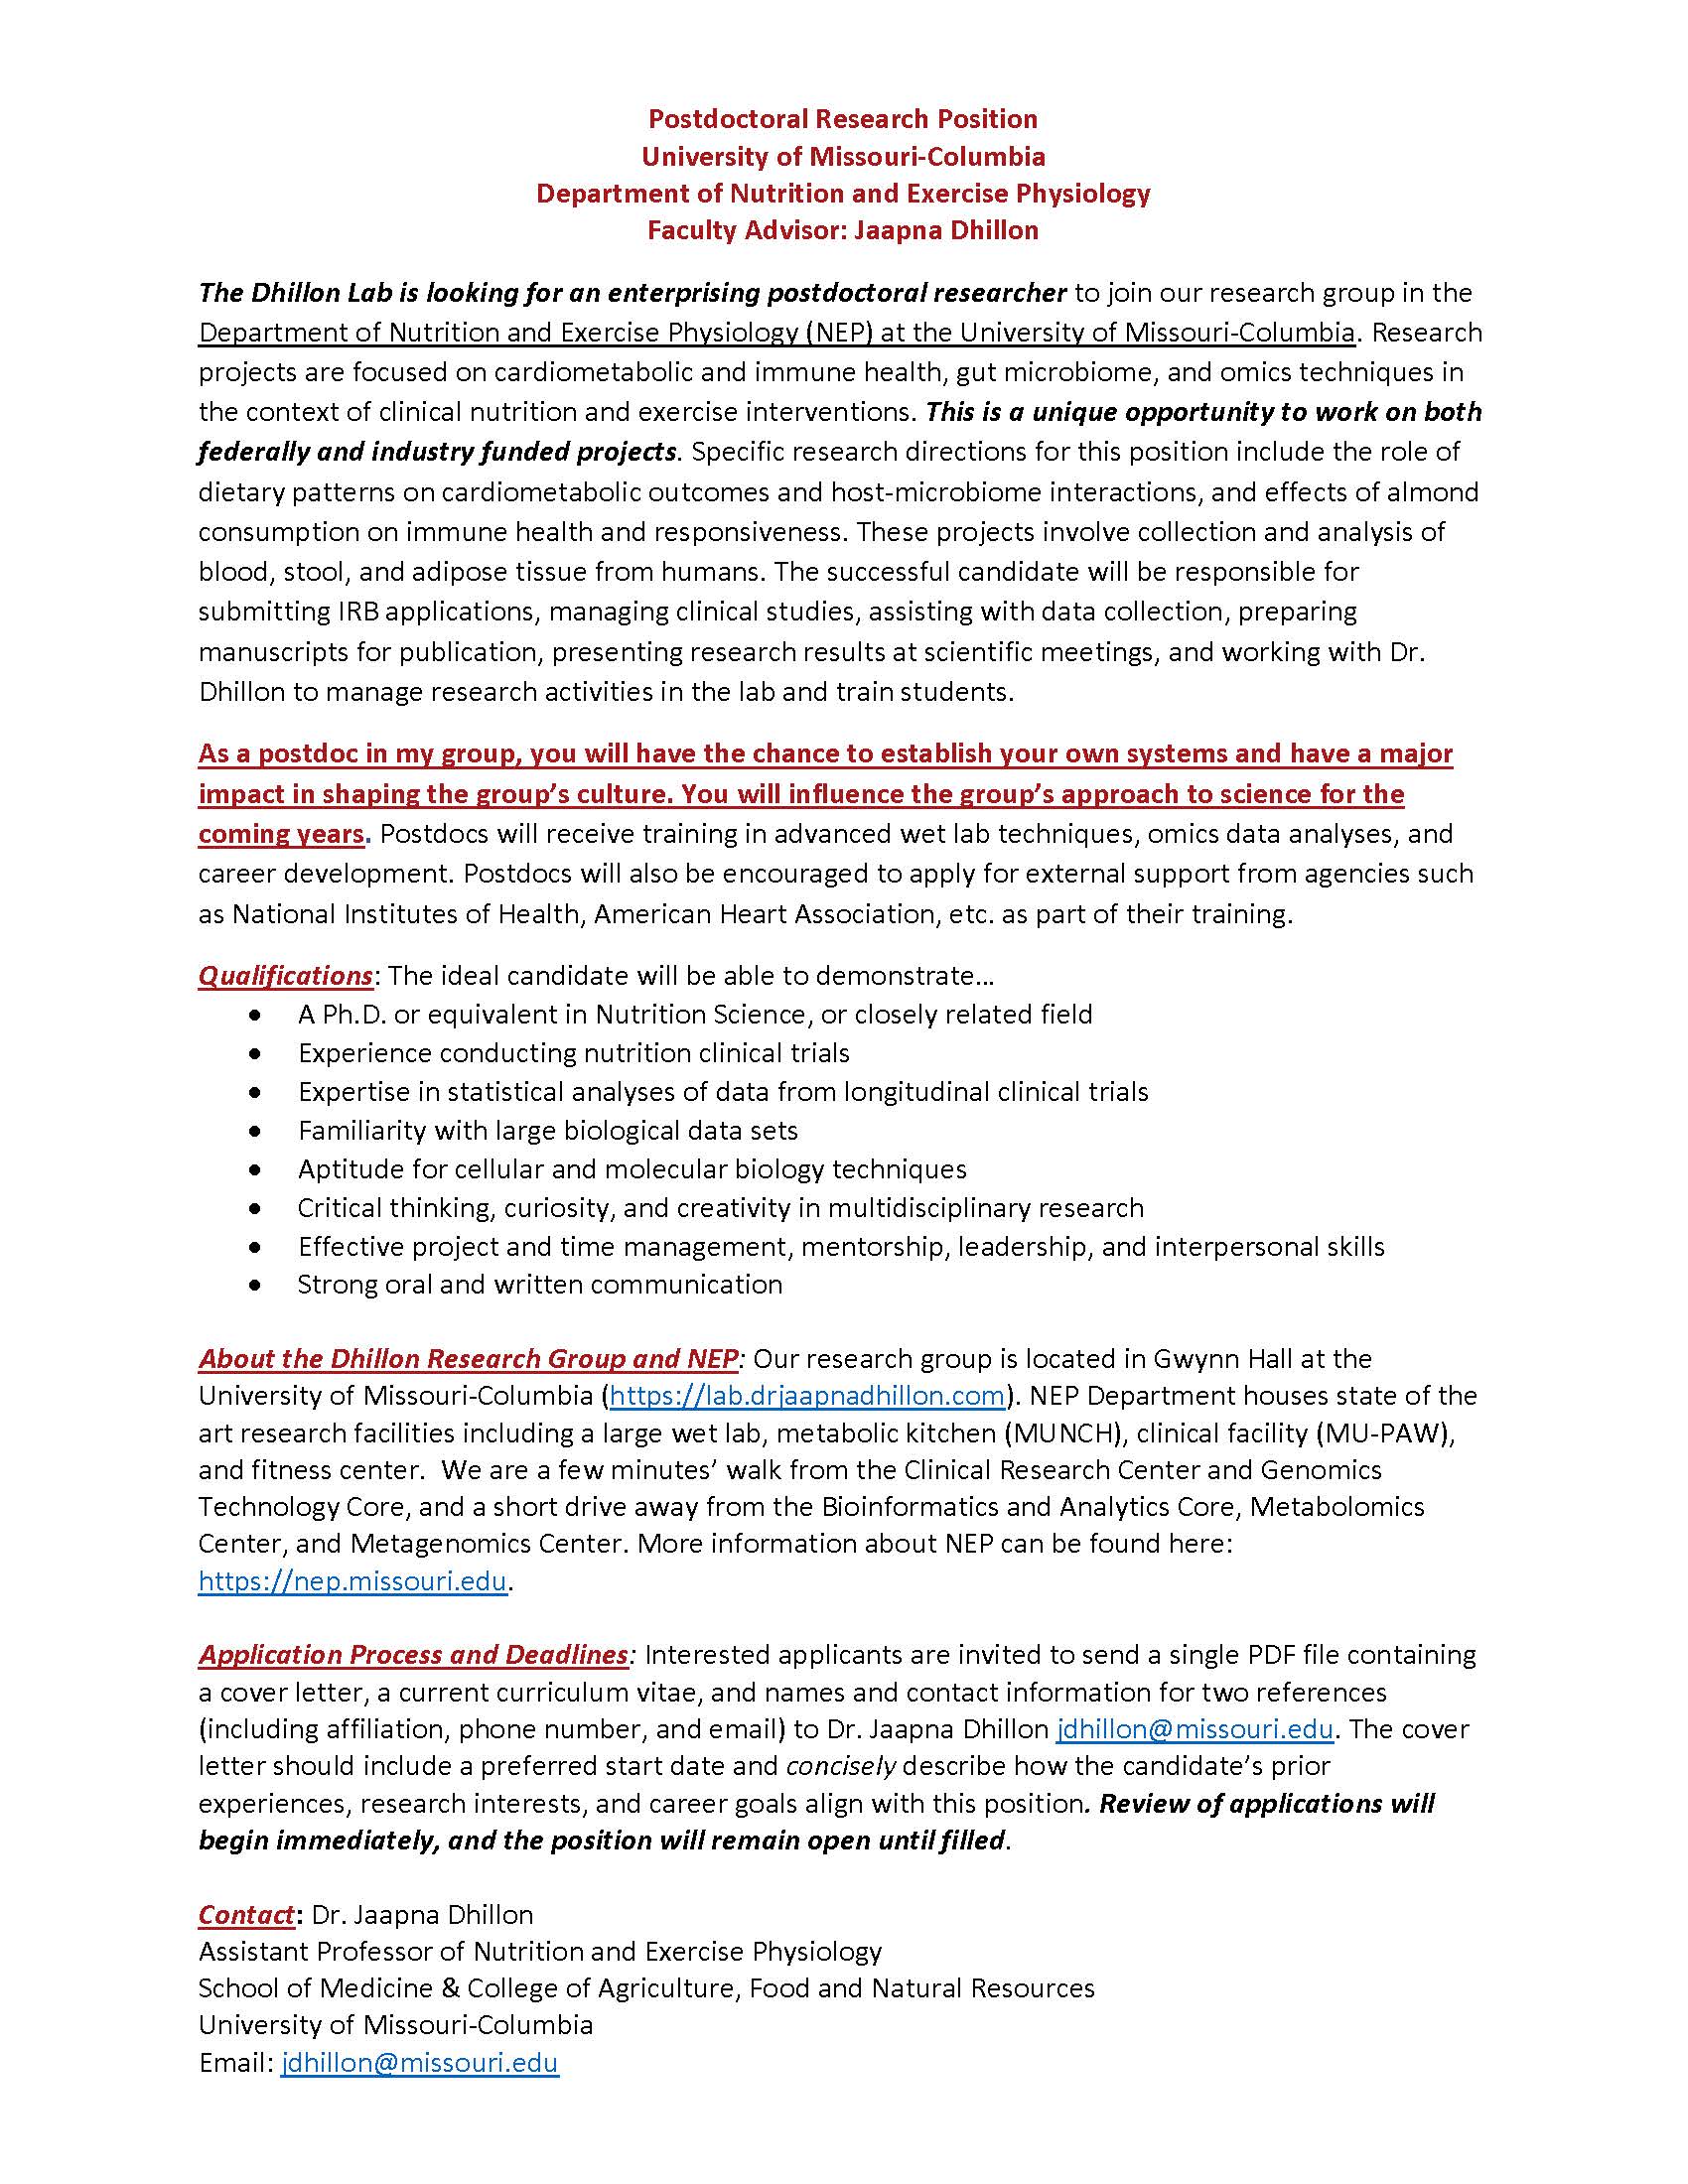 Postdoctoral Research Position
University of Missouri-Columbia
Department of Nutrition and Exercise Physiology
Faculty Advisor: Jaapna Dhillon
The Dhillon Lab is looking for an enterprising postdoctoral researcher to join our research group in the
Department of Nutrition and Exercise Physiology (NEP) at the University of Missouri-Columbia. Research
projects are focused on cardiometabolic and immune health, gut microbiome, and omics techniques in
the context of clinical nutrition and exercise interventions. This is a unique opportunity to work on both
federally and industry funded projects. Specific research directions for this position include the role of
dietary patterns on cardiometabolic outcomes and host-microbiome interactions, and effects of almond
consumption on immune health and responsiveness. These projects involve collection and analysis of
blood, stool, and adipose tissue from humans. The successful candidate will be responsible for
submitting IRB applications, managing clinical studies, assisting with data collection, preparing
manuscripts for publication, presenting research results at scientific meetings, and working with Dr.
Dhillon to manage research activities in the lab and train students.
As a postdoc in my group, you will have the chance to establish your own systems and have a major
impact in shaping the group’s culture. You will influence the group’s approach to science for the
coming years. Postdocs will receive training in advanced wet lab techniques, omics data analyses, and
career development. Postdocs will also be encouraged to apply for external support from agencies such
as National Institutes of Health, American Heart Association, etc. as part of their training.
Qualifications: The ideal candidate will be able to demonstrate…
• A Ph.D. or equivalent in Nutrition Science, or closely related field
• Experience conducting nutrition clinical trials
• Expertise in statistical analyses of data from longitudinal clinical trials
• Familiarity with large biological data sets
• Aptitude for cellular and molecular biology techniques
• Critical thinking, curiosity, and creativity in multidisciplinary research
• Effective project and time management, mentorship, leadership, and interpersonal skills
• Strong oral and written communication
About the Dhillon Research Group and NEP: Our research group is located in Gwynn Hall at the
University of Missouri-Columbia (https://lab.drjaapnadhillon.com). NEP Department houses state of the
art research facilities including a large wet lab, metabolic kitchen (MUNCH), clinical facility (MU-PAW),
and fitness center. We are a few minutes’ walk from the Clinical Research Center and Genomics
Technology Core, and a short drive away from the Bioinformatics and Analytics Core, Metabolomics
Center, and Metagenomics Center. More information about NEP can be found here:
https://nep.missouri.edu.
Application Process and Deadlines: Interested applicants are invited to send a single PDF file containing
a cover letter, a current curriculum vitae, and names and contact information for two references
(including affiliation, phone number, and email) to Dr. Jaapna Dhillon jdhillon@missouri.edu. The cover
letter should include a preferred start date and concisely describe how the candidate’s prior
experiences, research interests, and career goals align with this position. Review of applications will
begin immediately, and the position will remain open until filled.
Contact: Dr. Jaapna Dhillon
Assistant Professor of Nutrition and Exercise Physiology
School of Medicine & College of Agriculture, Food and Natural Resources
University of Missouri-Columbia
Email: jdhillon@missouri.edu